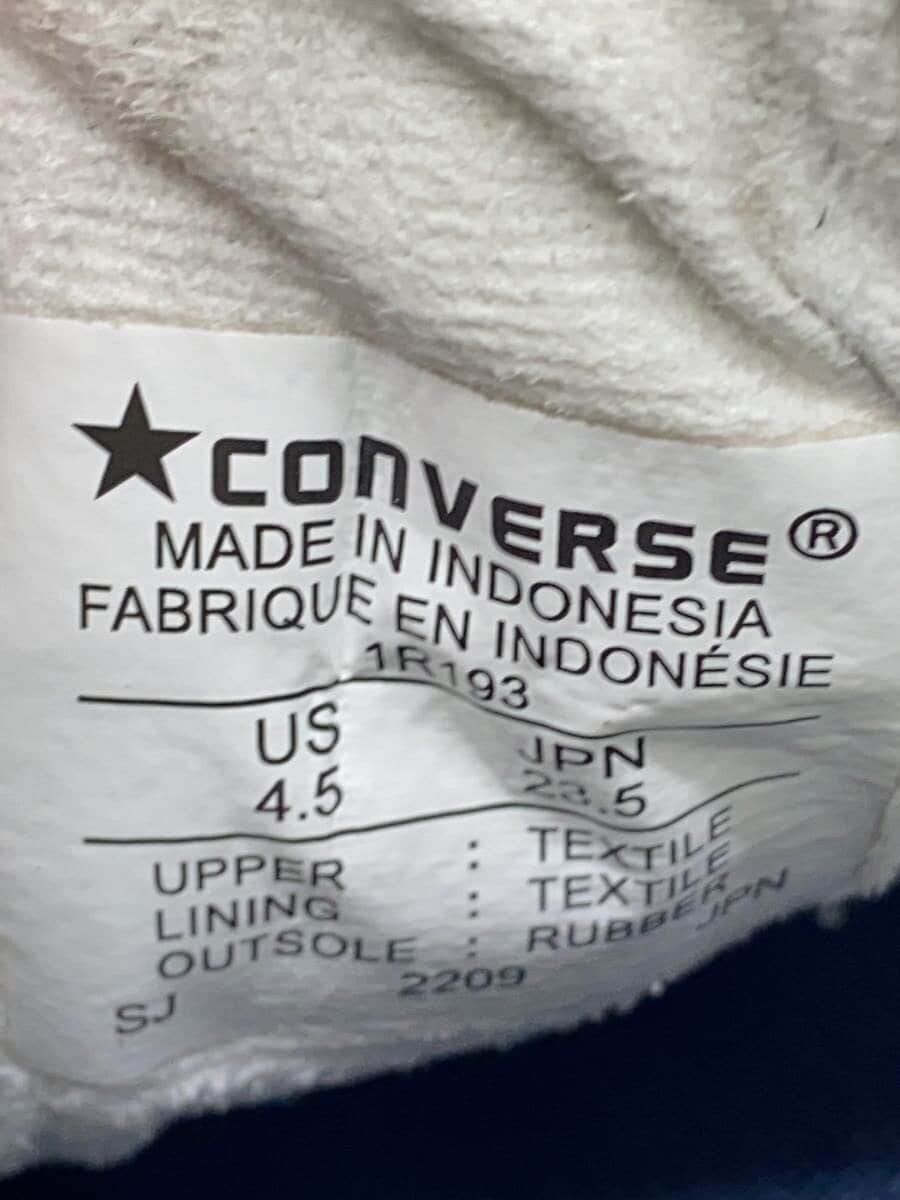 ★CONVERSE®
MADE IN INDONESIA
FABRIQUE EN INDONÉSIE
1R193
US JPN
4.5 23.5
UPPER : TEXTILE
LINING : TEXTILE
OUTSOLE : RUBBER
JPN
SJ 2209